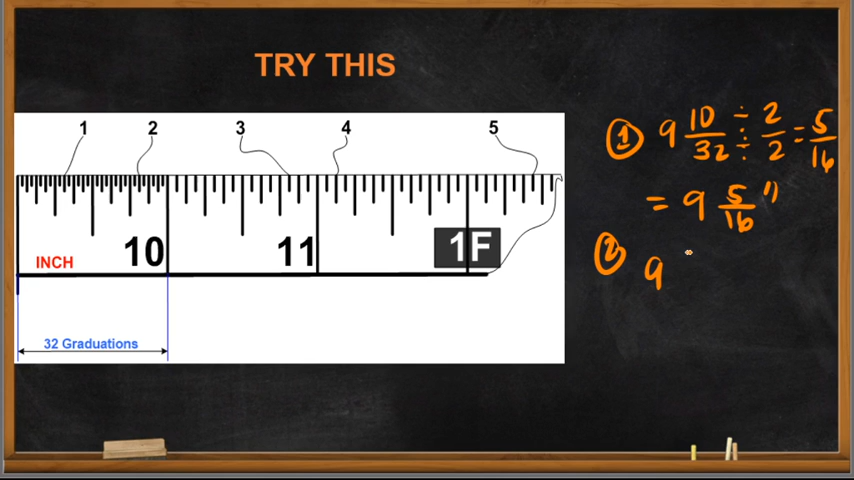 TRY THIS
1 2 3 4 5
INCH 10 11 1F
32 Graduations
① 9 10/32 ÷ 2/2 = 5/16
= 9 5/16"
② 9